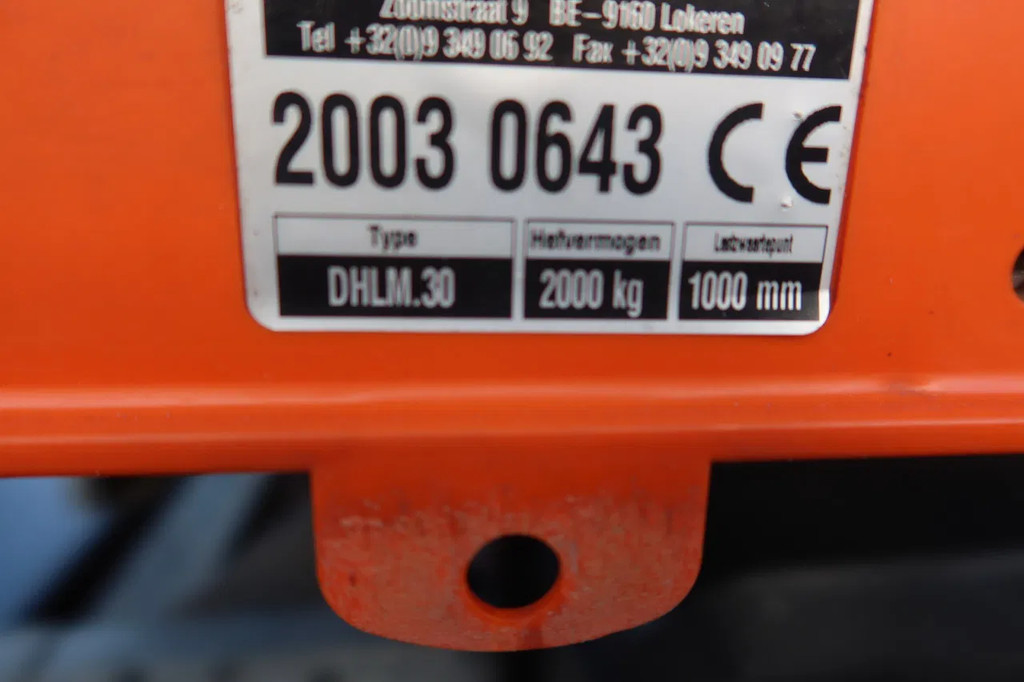 Zoomstraat 9 BE-9160 Lokeren
Tel +32(0)9 349 06 92 Fax +32(0)9 349 09 77
2003 0643 CE
Type Hefvermogen Lastzwaartepunt
DHLM.30 2000 kg 1000 mm